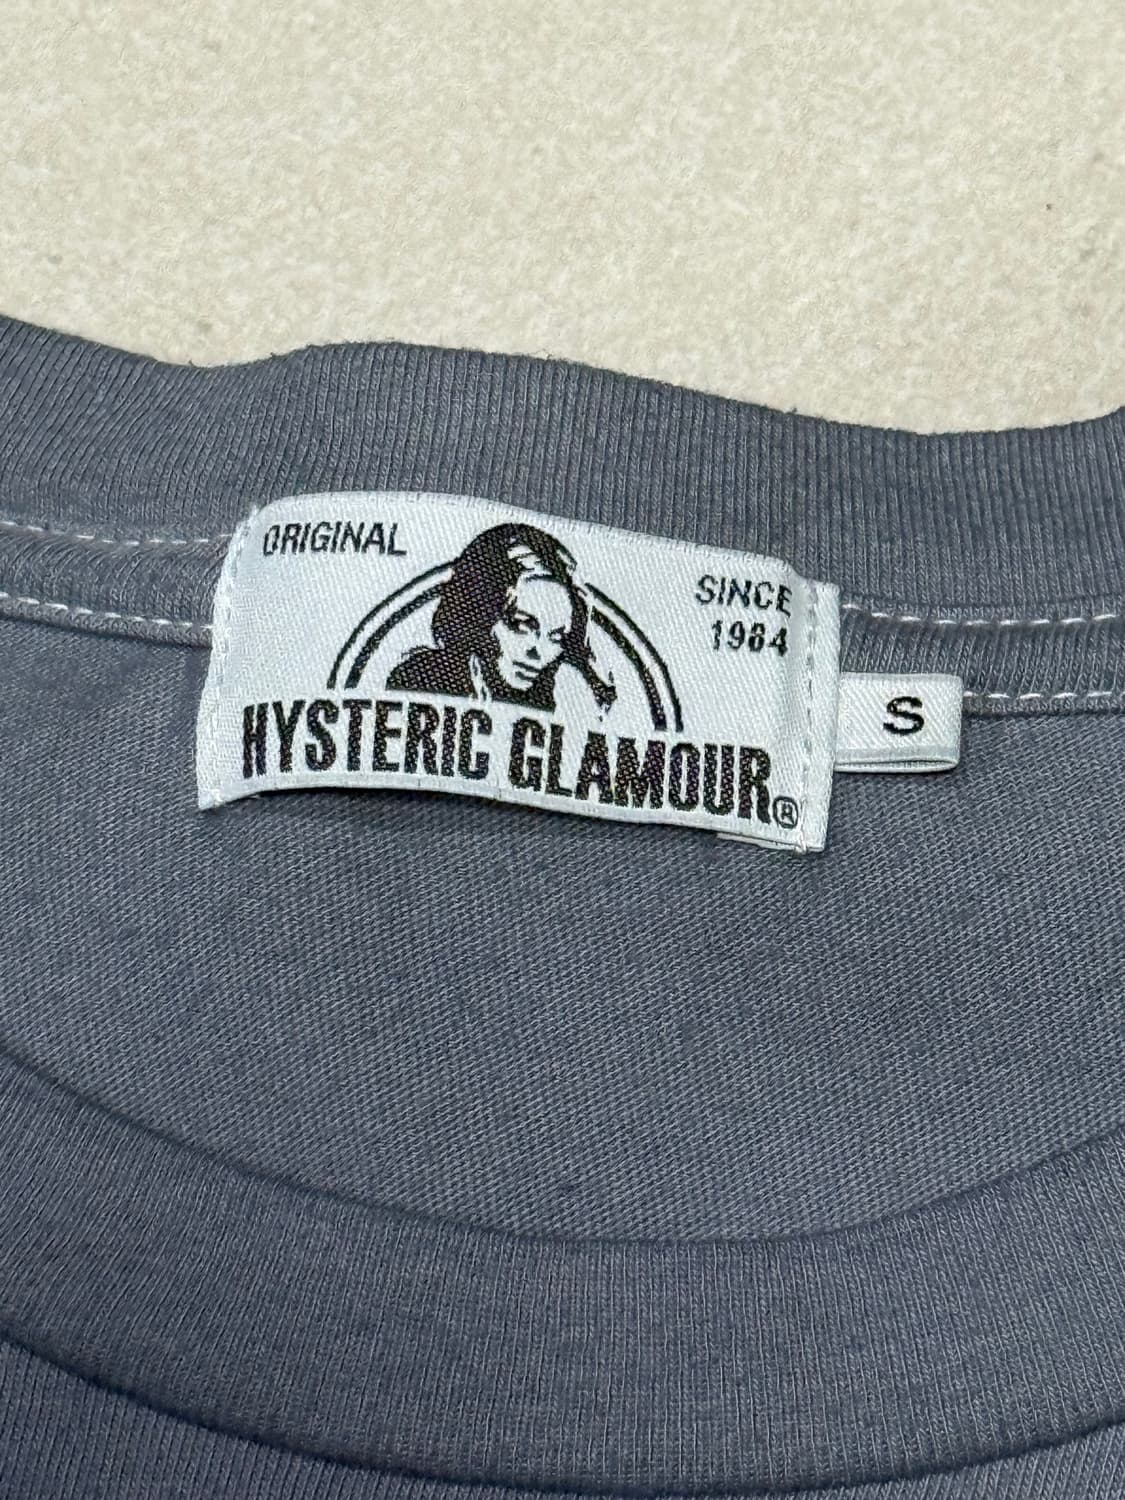 ORIGINAL
SINCE
1984
HYSTERIC GLAMOUR®
S